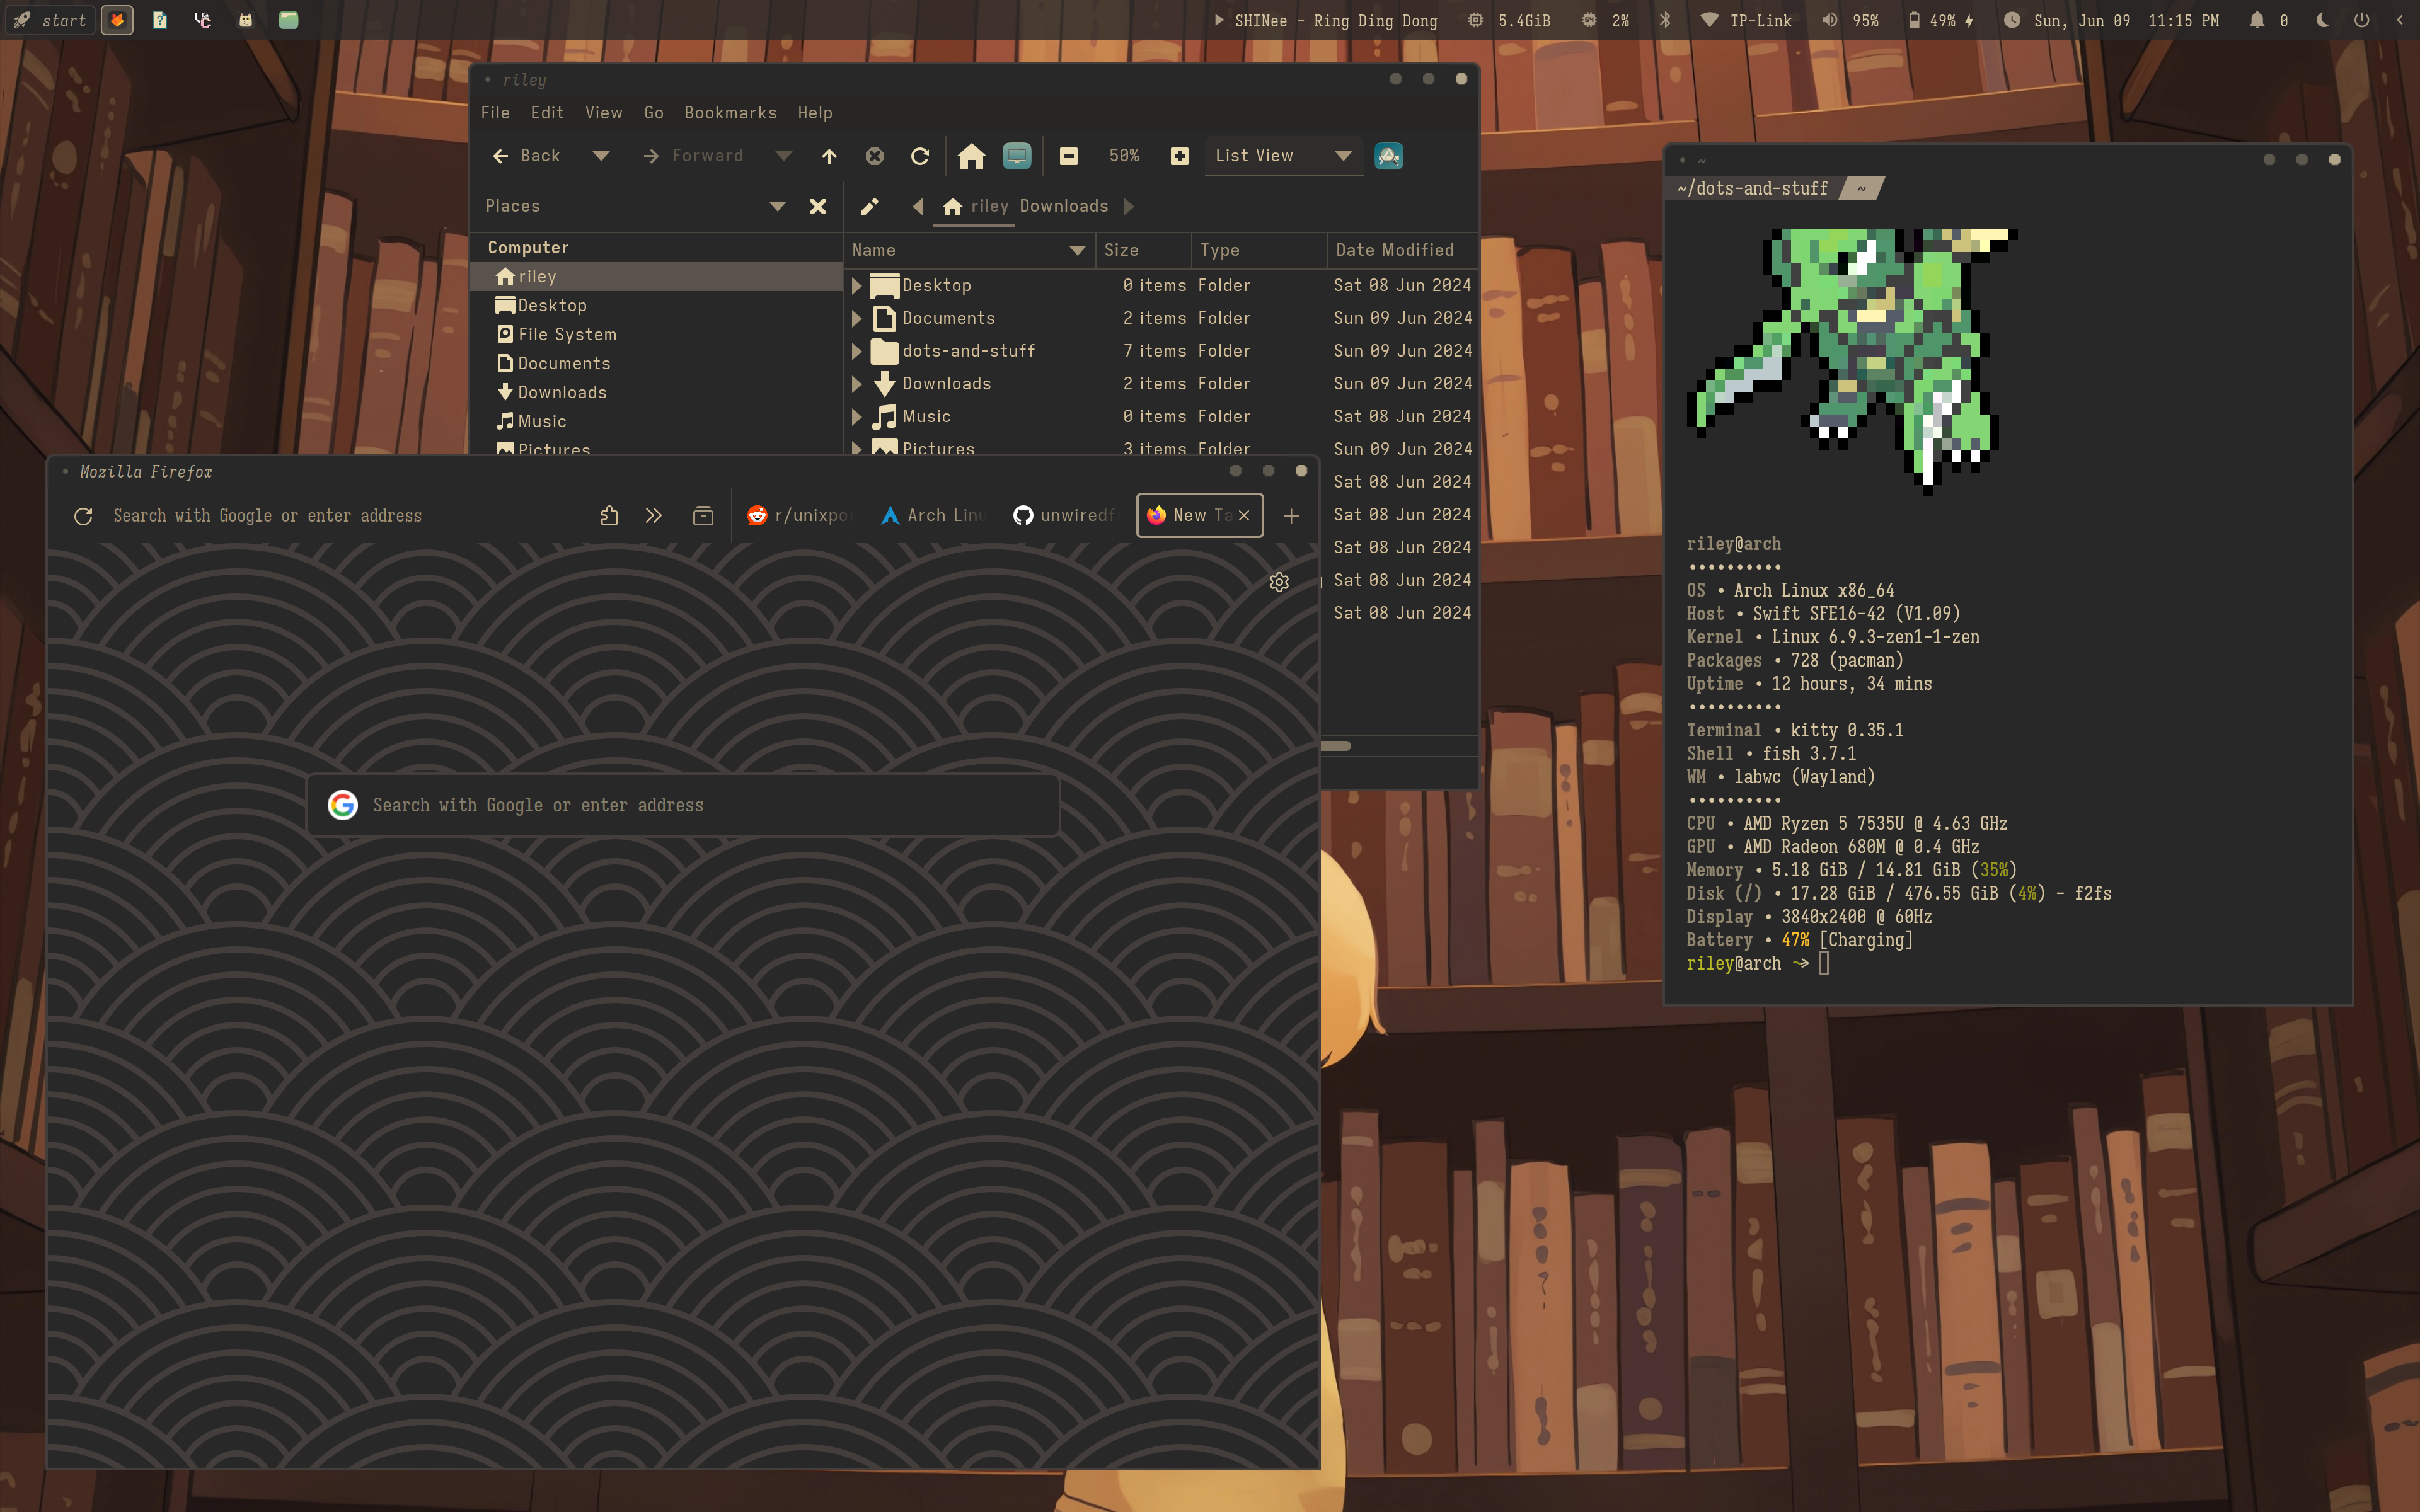 start
SHINee - Ring Ding Dong 5.4GiB 2% TP-Link 95% 49% Sun, Jun 09 11:15 PM 0
riley
File Edit View Go Bookmarks Help
Back Forward 50% List View
Places riley Downloads
Computer Name Size Type Date Modified
riley
Desktop
File System
Documents
Downloads
Music
Pictures
Desktop 0 items Folder Sat 08 Jun 2024
Documents 2 items Folder Sun 09 Jun 2024
dots-and-stuff 7 items Folder Sun 09 Jun 2024
Downloads 2 items Folder Sun 09 Jun 2024
Music 0 items Folder Sat 08 Jun 2024
Pictures 3 items Folder Sun 09 Jun 2024
Sat 08 Jun 2024
Sat 08 Jun 2024
Sat 08 Jun 2024
Sat 08 Jun 2024
Sat 08 Jun 2024
Mozilla Firefox
Search with Google or enter address r/unixpo Arch Linu unwiredf New Ta
Search with Google or enter address
~
~/dots-and-stuff ~
riley@arch
••••••••••
OS • Arch Linux x86_64
Host • Swift SFE16-42 (V1.09)
Kernel • Linux 6.9.3-zen1-1-zen
Packages • 728 (pacman)
Uptime • 12 hours, 34 mins
••••••••••
Terminal • kitty 0.35.1
Shell • fish 3.7.1
WM • labwc (Wayland)
••••••••••
CPU • AMD Ryzen 5 7535U @ 4.63 GHz
GPU • AMD Radeon 680M @ 0.4 GHz
Memory • 5.18 GiB / 14.81 GiB (35%)
Disk (/) • 17.28 GiB / 476.55 GiB (4%) - f2fs
Display • 3840x2400 @ 60Hz
Battery • 47% [Charging]
riley@arch ~>